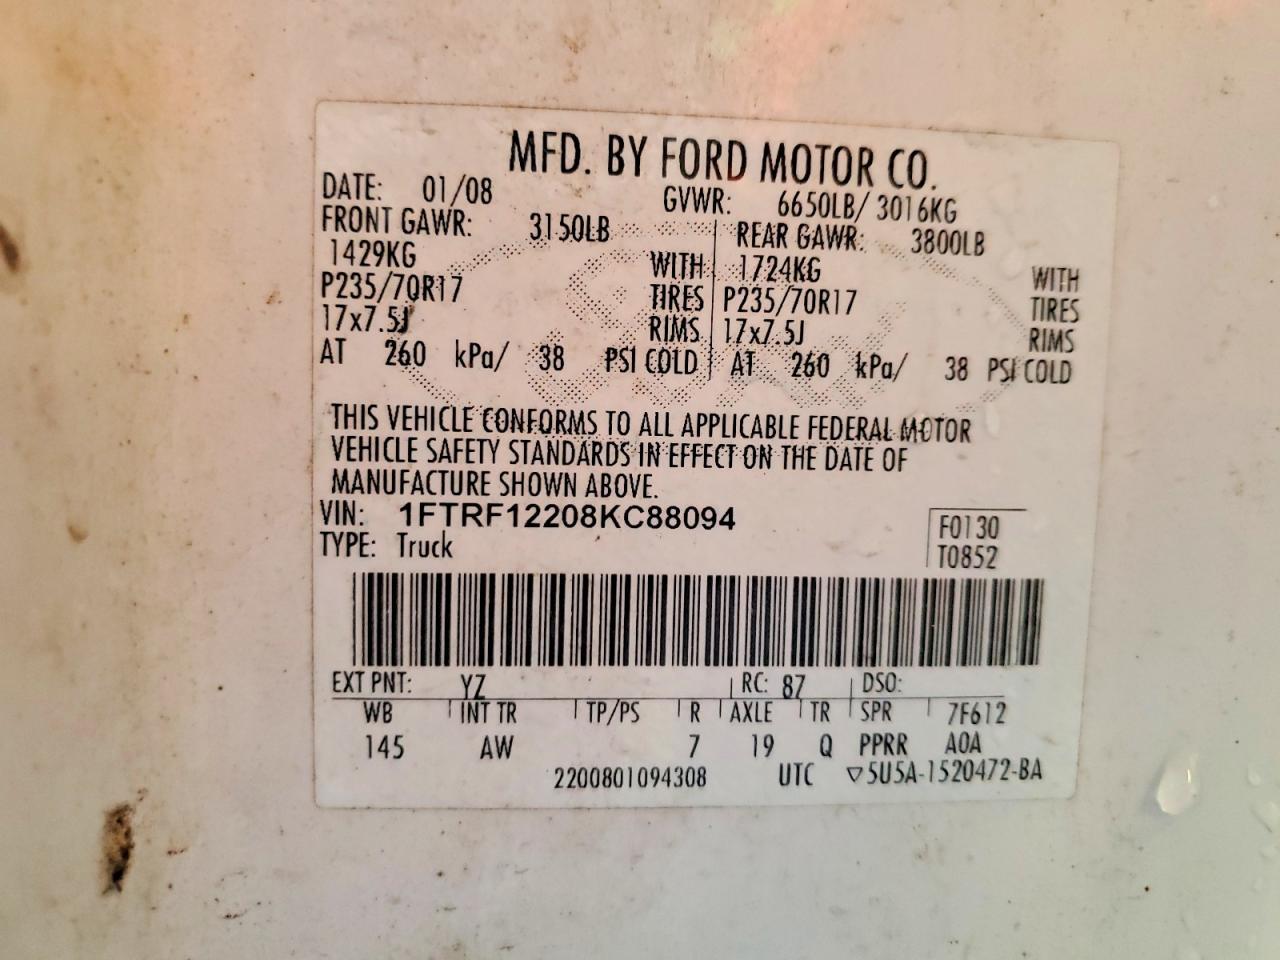 MFD. BY FORD MOTOR CO.
DATE: 01/08 GVWR: 6650LB/ 3016KG
FRONT GAWR: 3150LB REAR GAWR: 3800LB
1429KG WITH 1724KG WITH
P235/70R17 TIRES P235/70R17 TIRES
17x7.5J RIMS 17x7.5J RIMS
AT 260 kPa/ 38 PSI COLD AT 260 kPa/ 38 PSI COLD
THIS VEHICLE CONFORMS TO ALL APPLICABLE FEDERAL MOTOR
VEHICLE SAFETY STANDARDS IN EFFECT ON THE DATE OF
MANUFACTURE SHOWN ABOVE.
VIN: 1FTRF12208KC88094 F0130
TYPE: Truck T0852
EXT PNT: YZ RC: 87 DSO:
WB INT TR TP/PS R AXLE TR SPR 7F612
145 AW 7 19 Q PPRR A0A
2200801094308 UTC ▽5U5A-1520472-BA